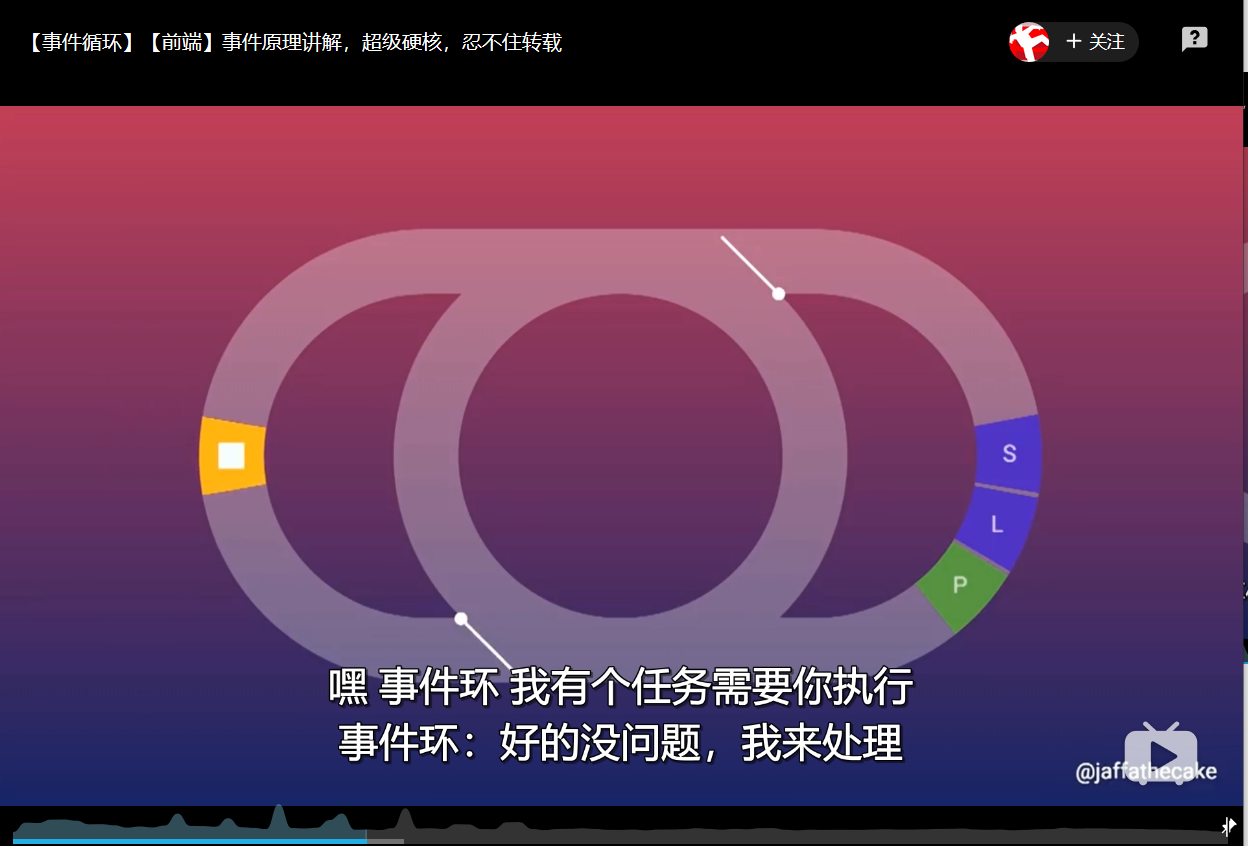 【事件循环】【前端】事件原理讲解，超级硬核，忍不住转载
+ 关注
?
S
L
P
嘿 事件环 我有个任务需要你执行
事件环：好的没问题，我来处理
@jaffathecake